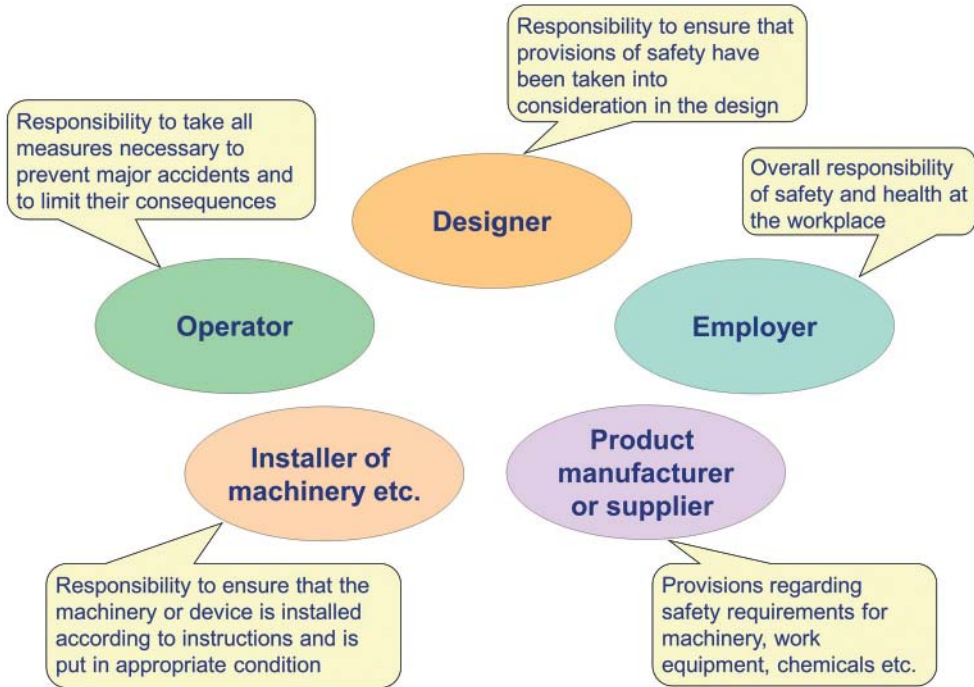 Responsibility to ensure that
provisions of safety have
been taken into
consideration in the design
Designer
Responsibility to take all
measures necessary to
prevent major accidents and
to limit their consequences
Operator
Overall responsibility
of safety and health at
the workplace
Employer
Installer of
machinery etc.
Responsibility to ensure that the
machinery or device is installed
according to instructions and is
put in appropriate condition
Product
manufacturer
or supplier
Provisions regarding
safety requirements for
machinery, work
equipment, chemicals etc.